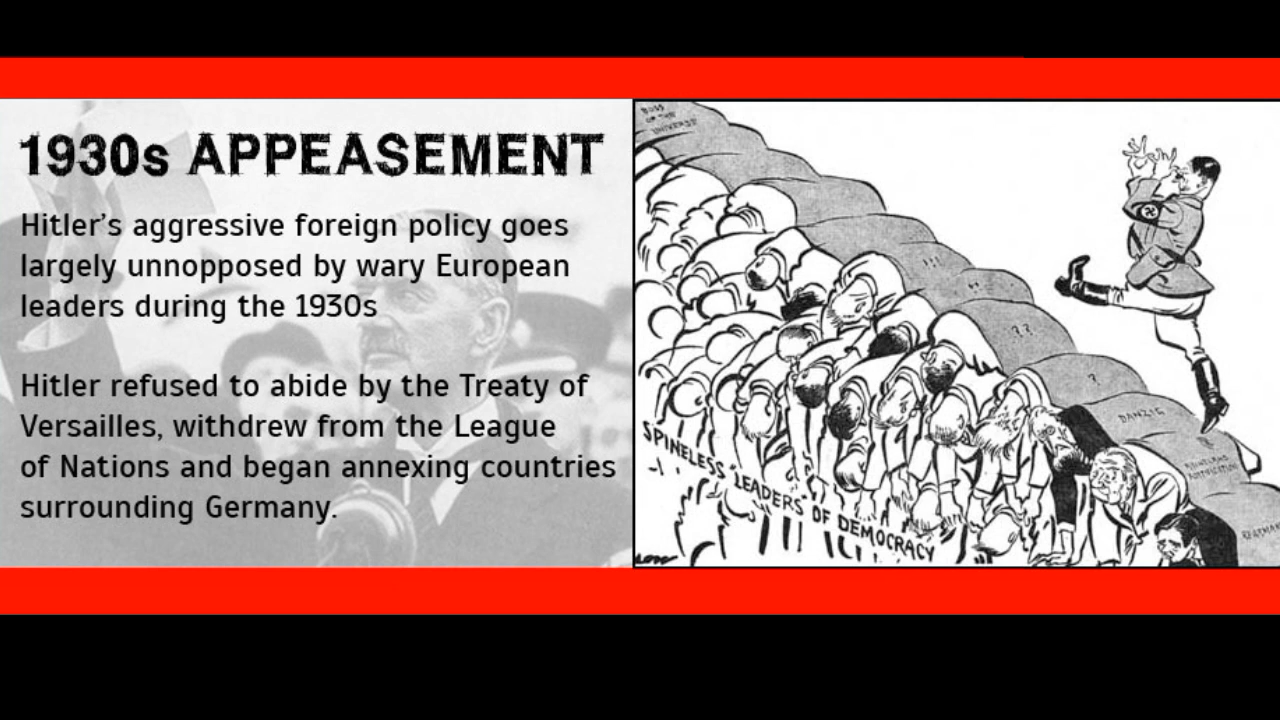 1930s APPEASEMENT
Hitler's aggressive foreign policy goes
largely unnopposed by wary European
leaders during the 1930s
Hitler refused to abide by the Treaty of
Versailles, withdrew from the League
of Nations and began annexing countries
surrounding Germany.
BOSS
OF THE
UNIVERSE
!!!
!!
??
?
DANZIG
SPINELESS "LEADERS" OF DEMOCRACY